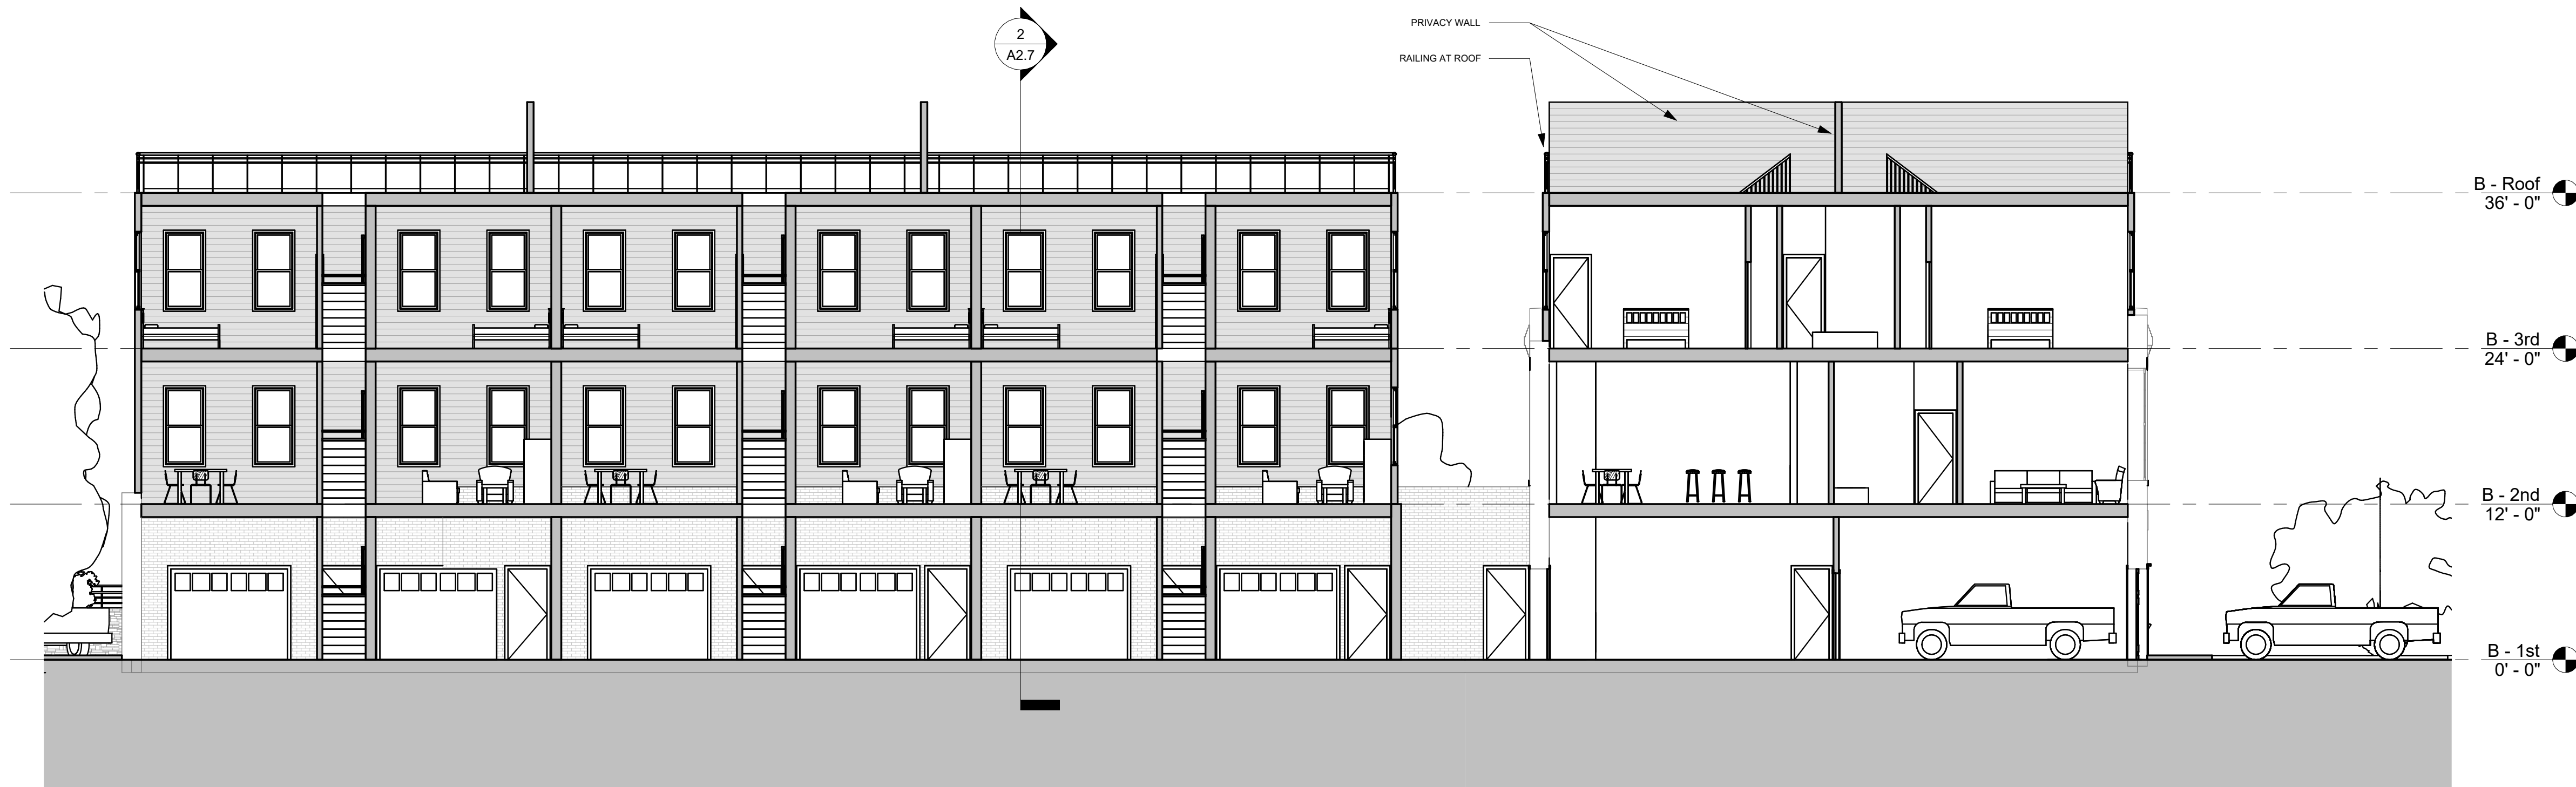 2
A2.7
PRIVACY WALL
RAILING AT ROOF
B - Roof
36' - 0"
B - 3rd
24' - 0"
B - 2nd
12' - 0"
B - 1st
0' - 0"